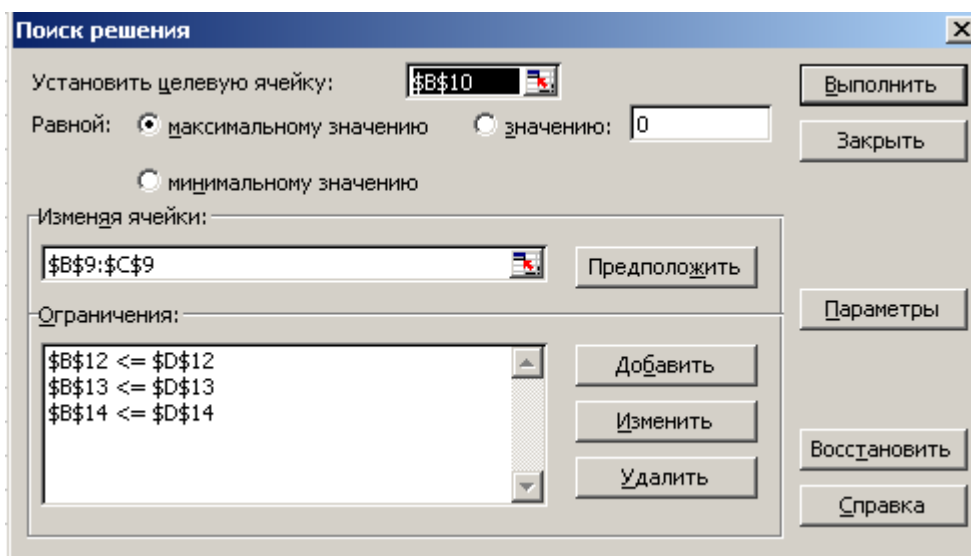 Поиск решения
Установить целевую ячейку: $B$10
Выполнить
Равной: максимальному значению значению: 0
Закрыть
минимальному значению
Изменяя ячейки:
$B$9:$C$9
Предположить
Параметры
Ограничения:
$B$12 <= $D$12
$B$13 <= $D$13
$B$14 <= $D$14
Добавить
Изменить
Удалить
Восстановить
Справка